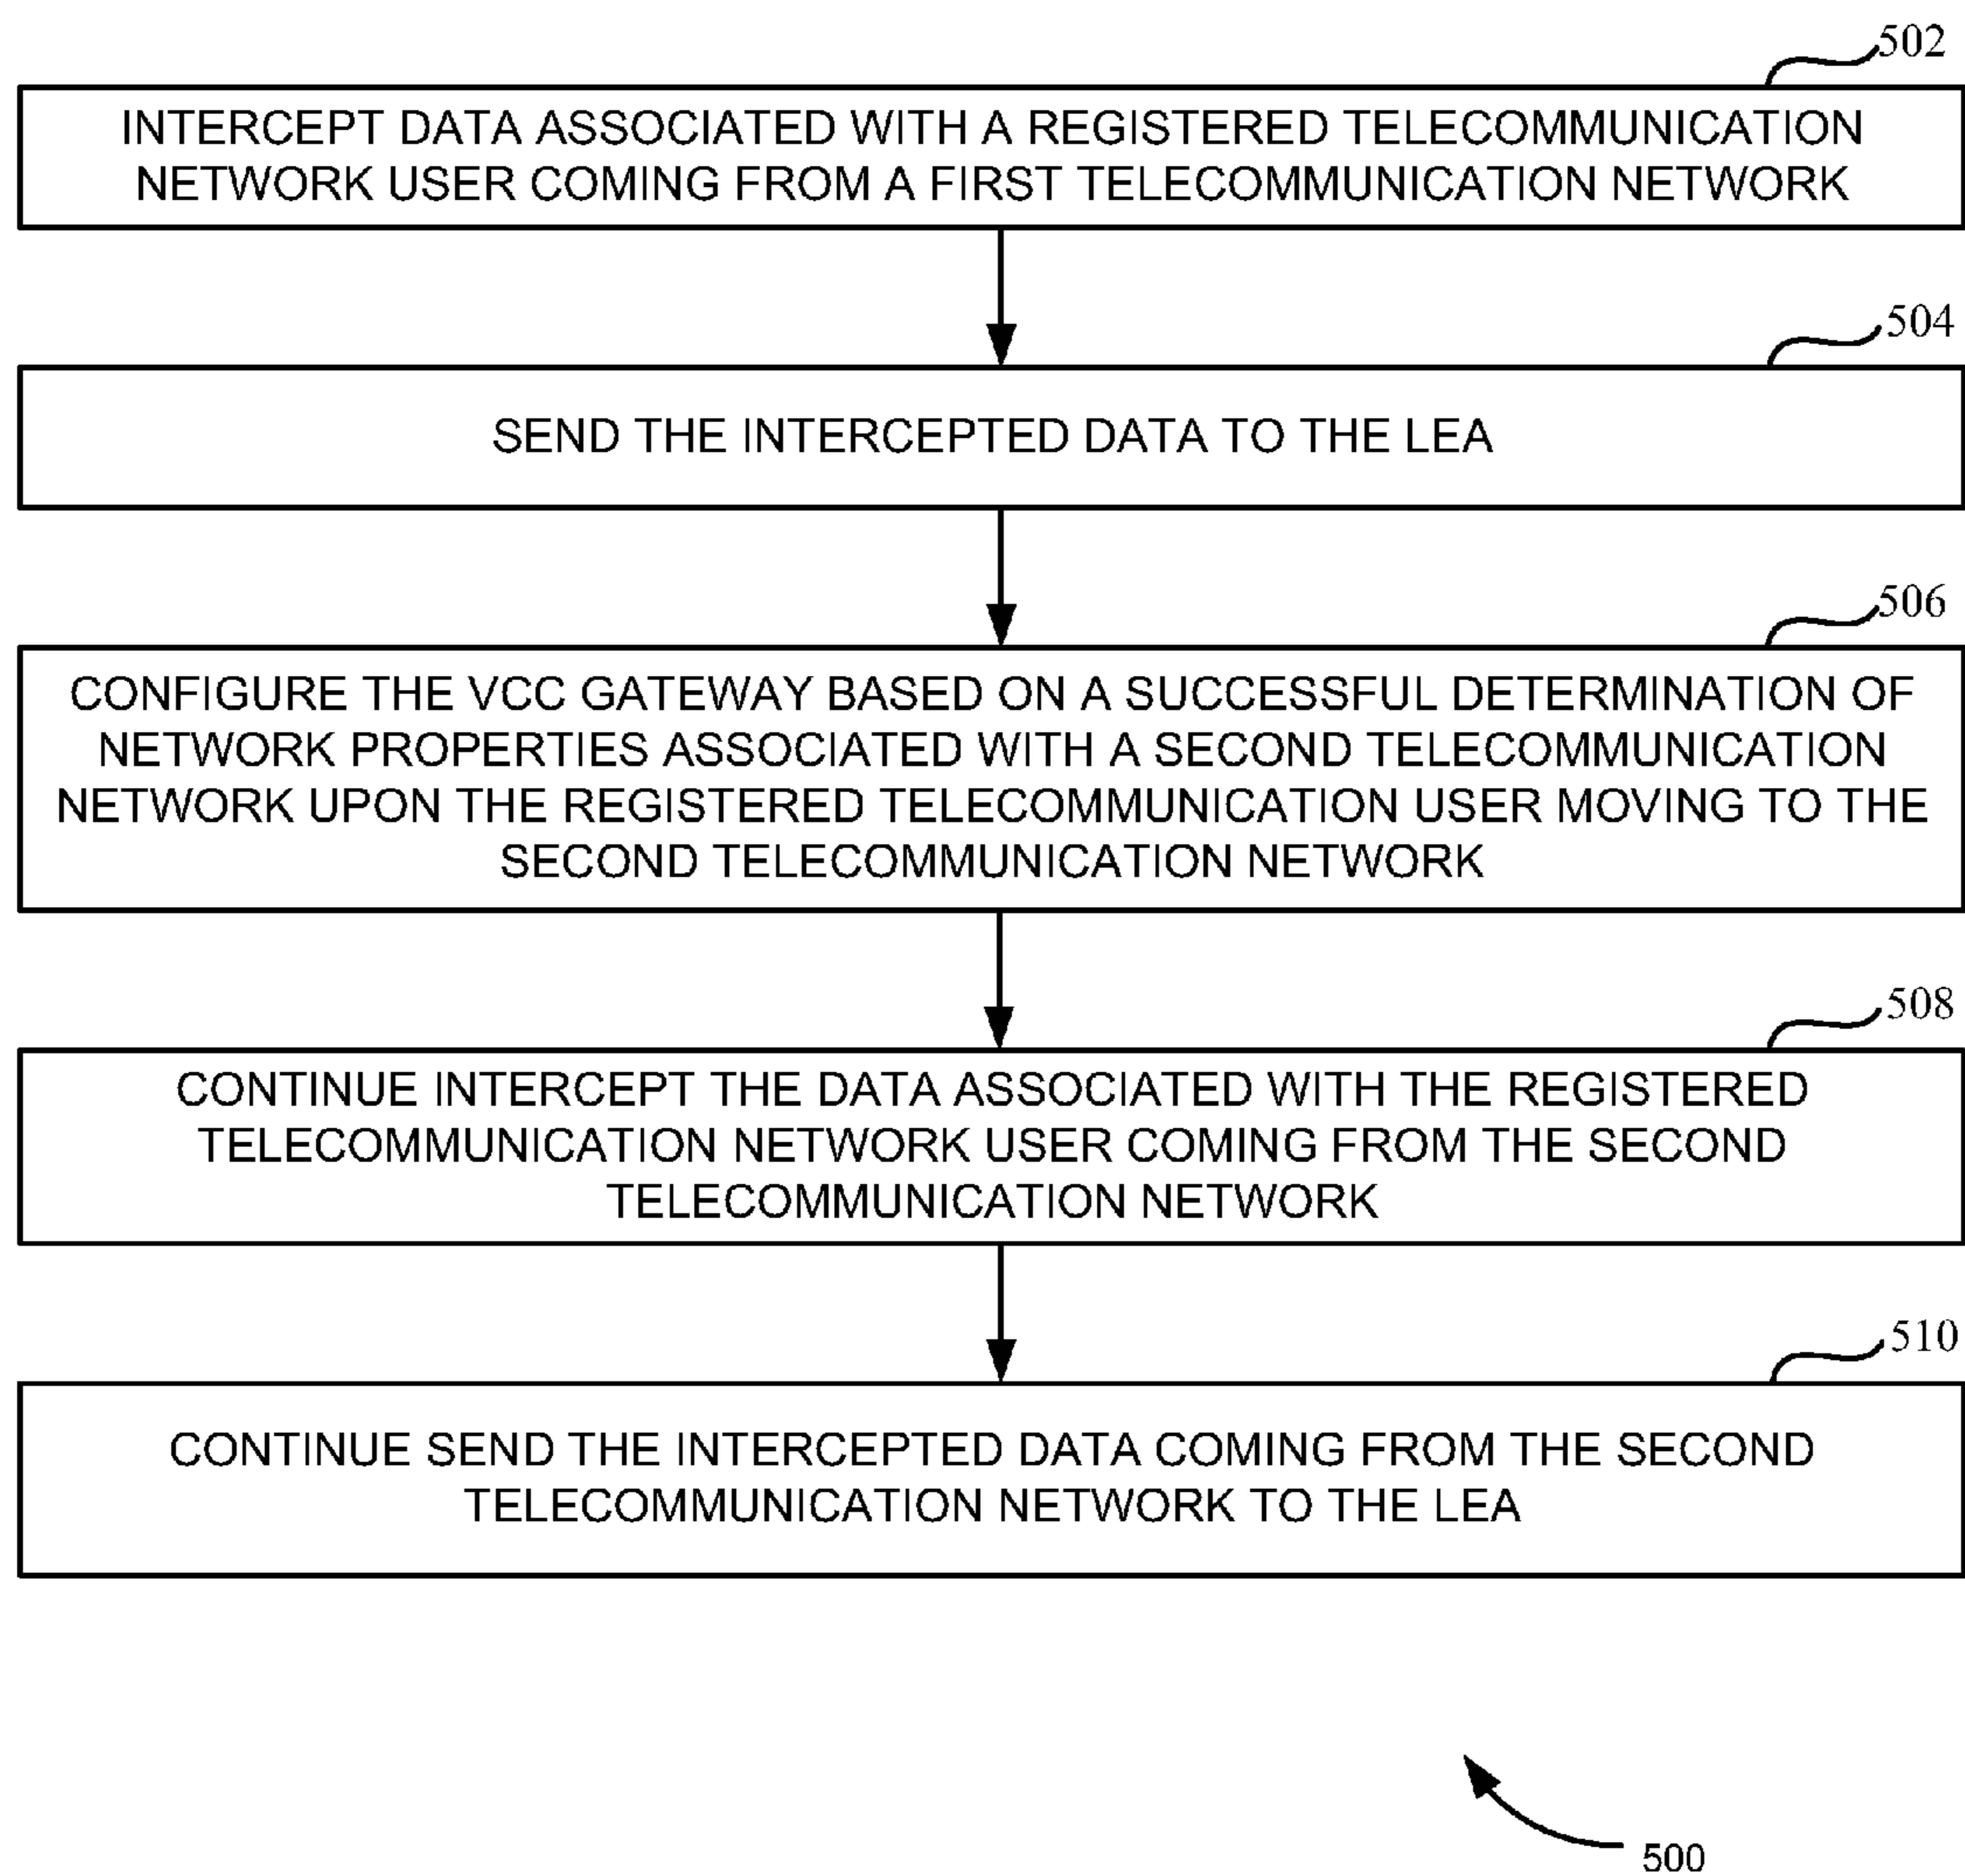 502
INTERCEPT DATA ASSOCIATED WITH A REGISTERED TELECOMMUNICATION
NETWORK USER COMING FROM A FIRST TELECOMMUNICATION NETWORK
504
SEND THE INTERCEPTED DATA TO THE LEA
506
CONFIGURE THE VCC GATEWAY BASED ON A SUCCESSFUL DETERMINATION OF
NETWORK PROPERTIES ASSOCIATED WITH A SECOND TELECOMMUNICATION
NETWORK UPON THE REGISTERED TELECOMMUNICATION USER MOVING TO THE
SECOND TELECOMMUNICATION NETWORK
508
CONTINUE INTERCEPT THE DATA ASSOCIATED WITH THE REGISTERED
TELECOMMUNICATION NETWORK USER COMING FROM THE SECOND
TELECOMMUNICATION NETWORK
510
CONTINUE SEND THE INTERCEPTED DATA COMING FROM THE SECOND
TELECOMMUNICATION NETWORK TO THE LEA
500